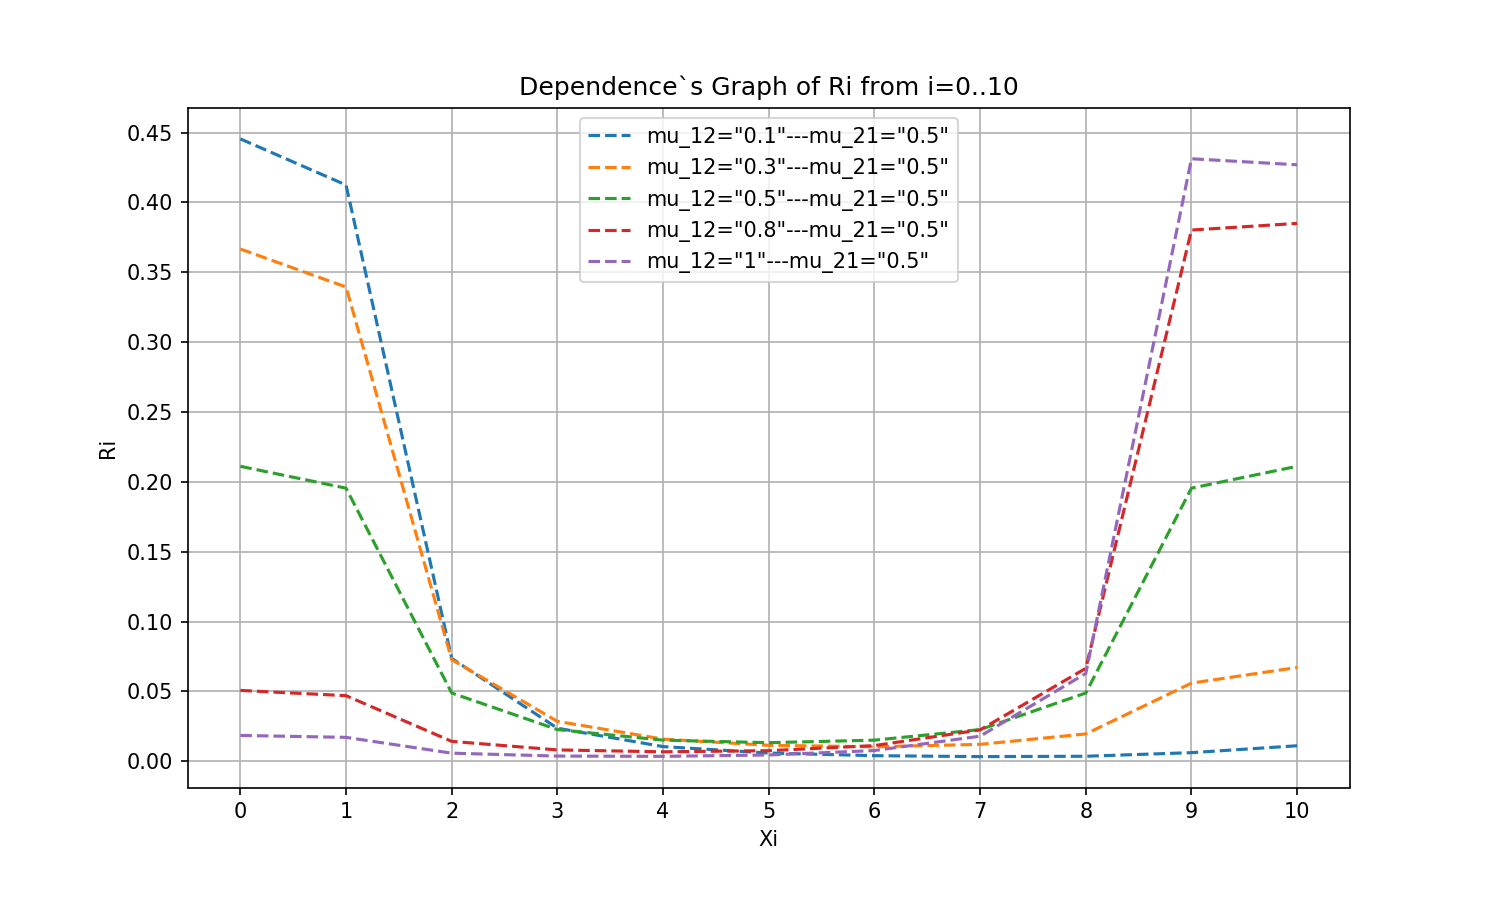 Dependence`s Graph of Ri from i=0..10
mu_12="0.1"---mu_21="0.5"
mu_12="0.3"---mu_21="0.5"
mu_12="0.5"---mu_21="0.5"
mu_12="0.8"---mu_21="0.5"
mu_12="1"---mu_21="0.5"
0.45
0.40
0.35
0.30
0.25
0.20
0.15
0.10
0.05
0.00
Ri
0 1 2 3 4 5 6 7 8 9 10
Xi